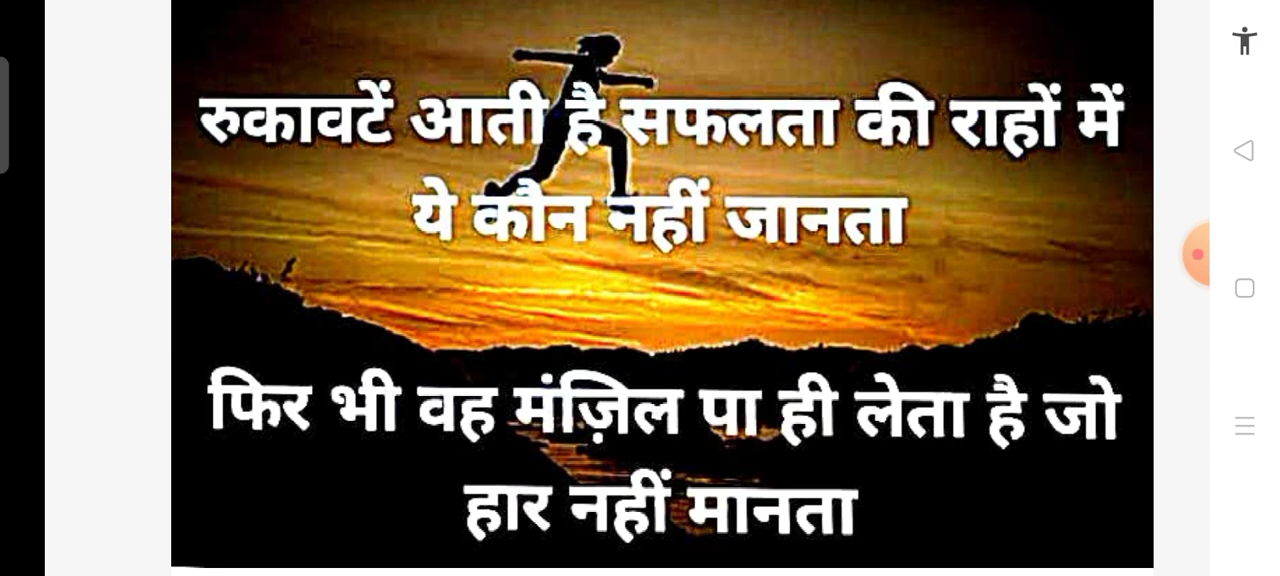 रुकावटें आती है सफलता की राहों में
ये कौन नहीं जानता
फिर भी वह मंज़िल पा ही लेता है जो
हार नहीं मानता